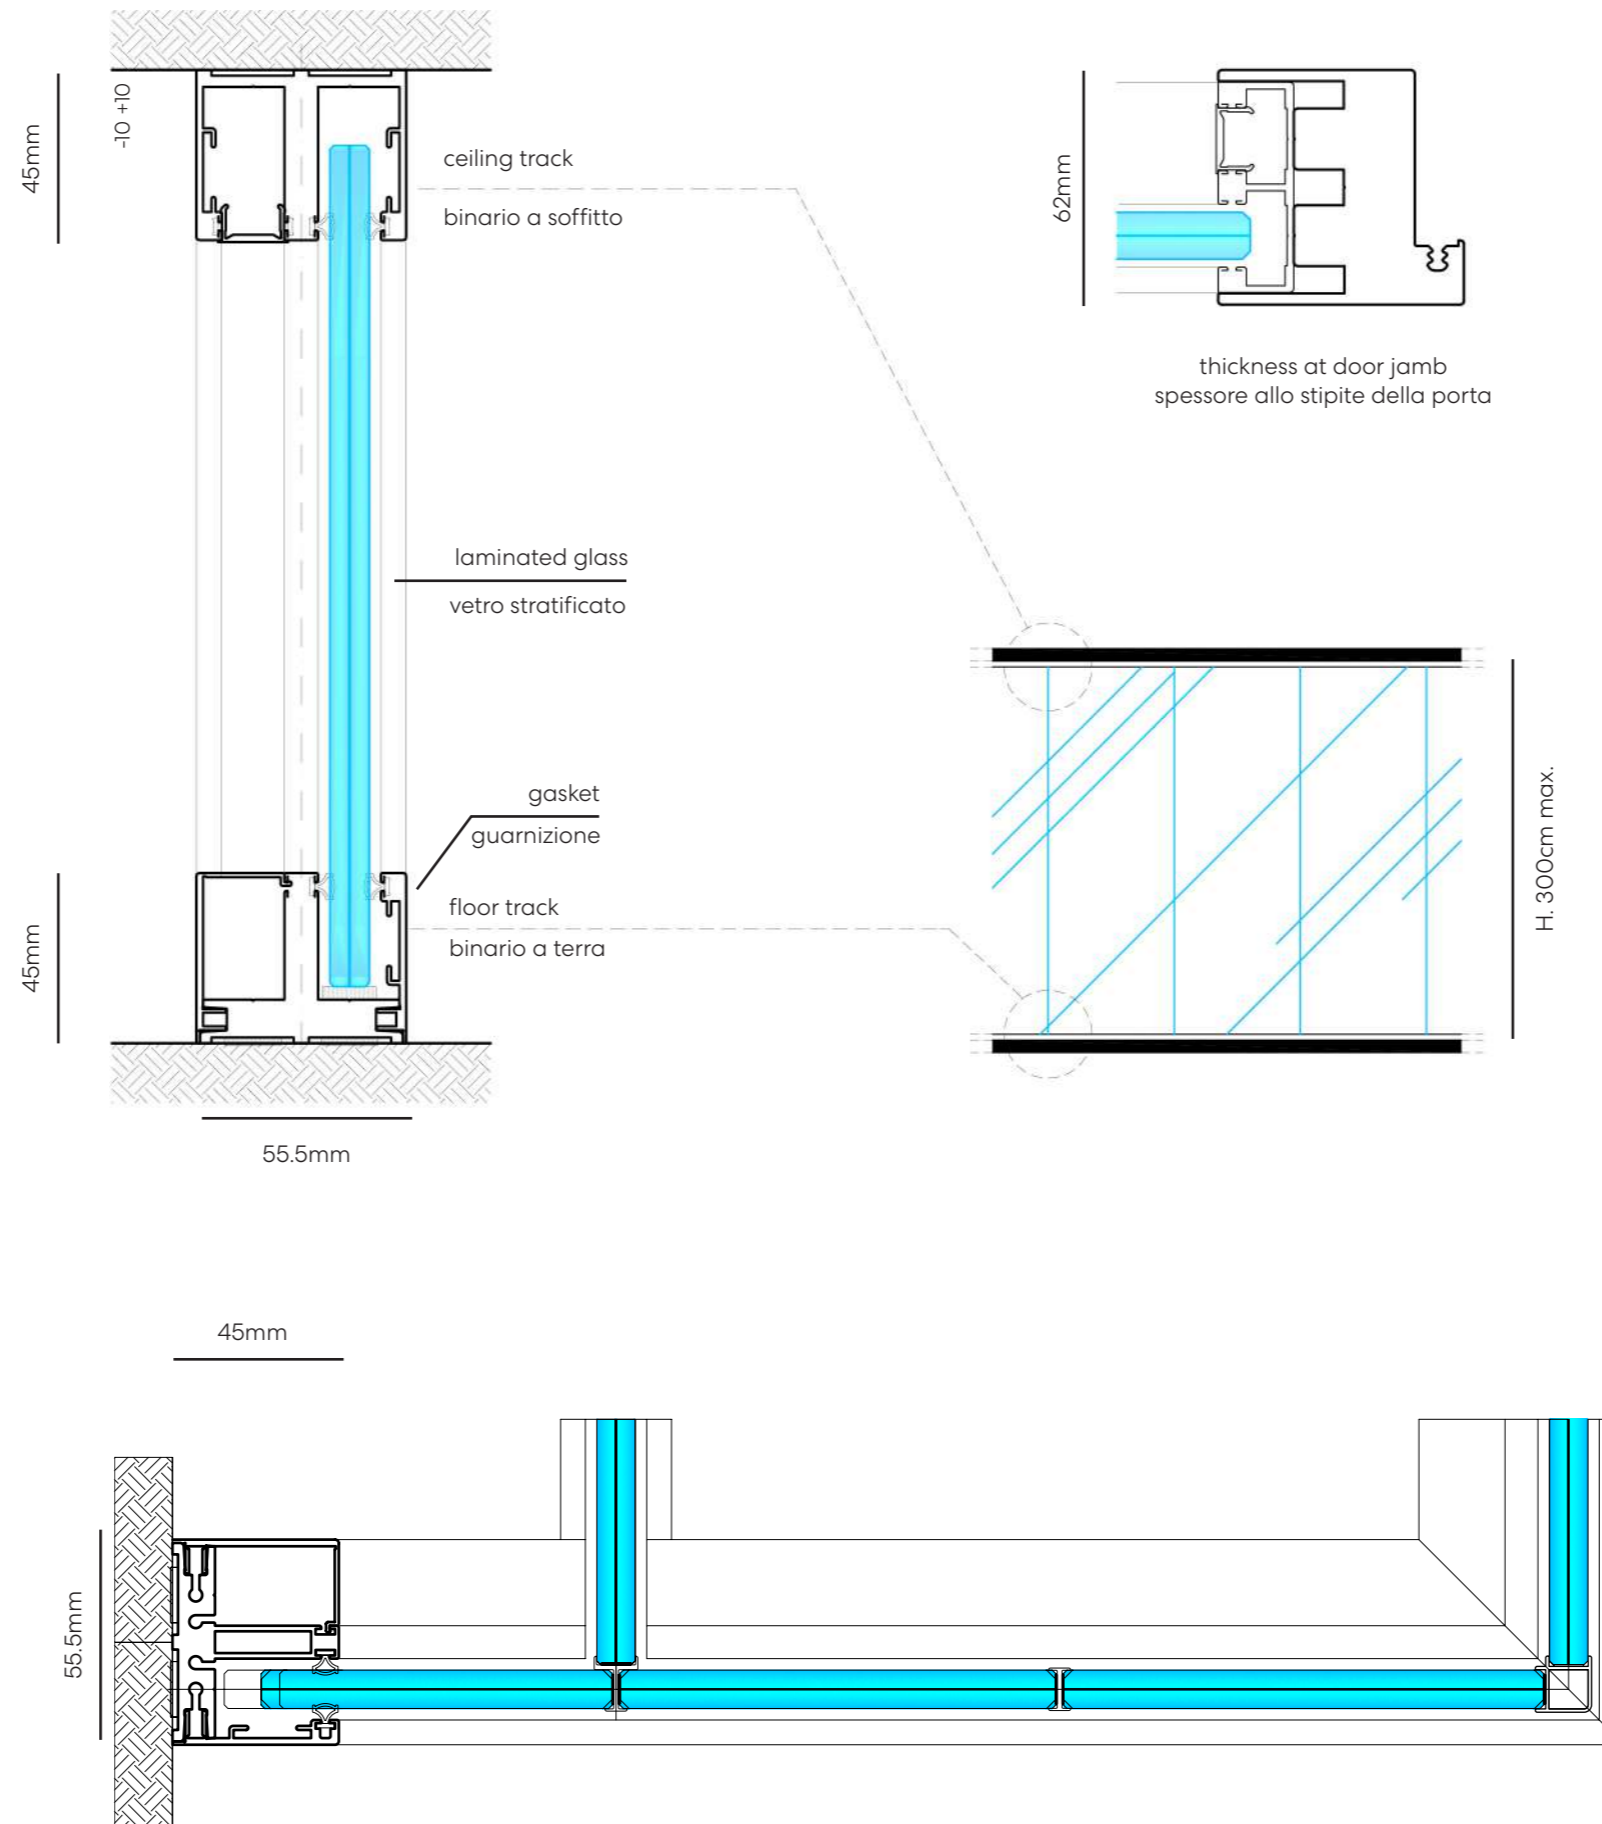 45mm
-10 +10
ceiling track
binario a soffitto
62mm
thickness at door jamb
spessore allo stipite della porta
laminated glass
vetro stratificato
gasket
guarnizione
floor track
binario a terra
H. 300cm max.
45mm
55.5mm
45mm
55.5mm